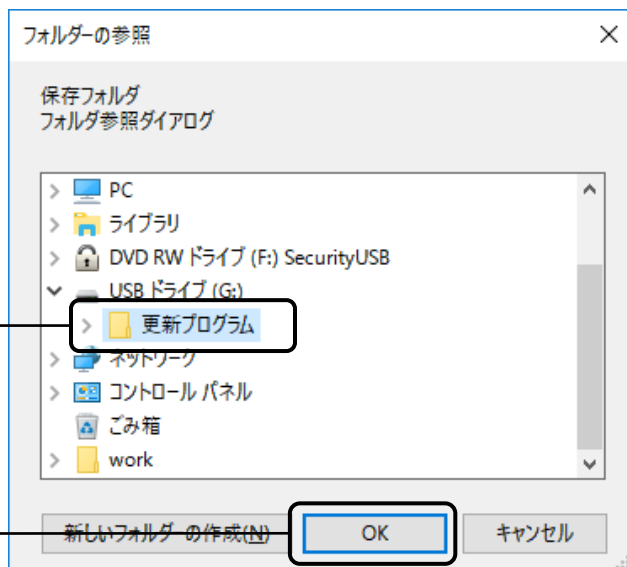 フォルダーの参照
保存フォルダ
フォルダ参照ダイアログ
PC
ライブラリ
DVD RW ドライブ (F:) SecurityUSB
USB ドライブ (G:)
更新プログラム
ネットワーク
コントロール パネル
ごみ箱
work
新しいフォルダーの作成(N) OK キャンセル